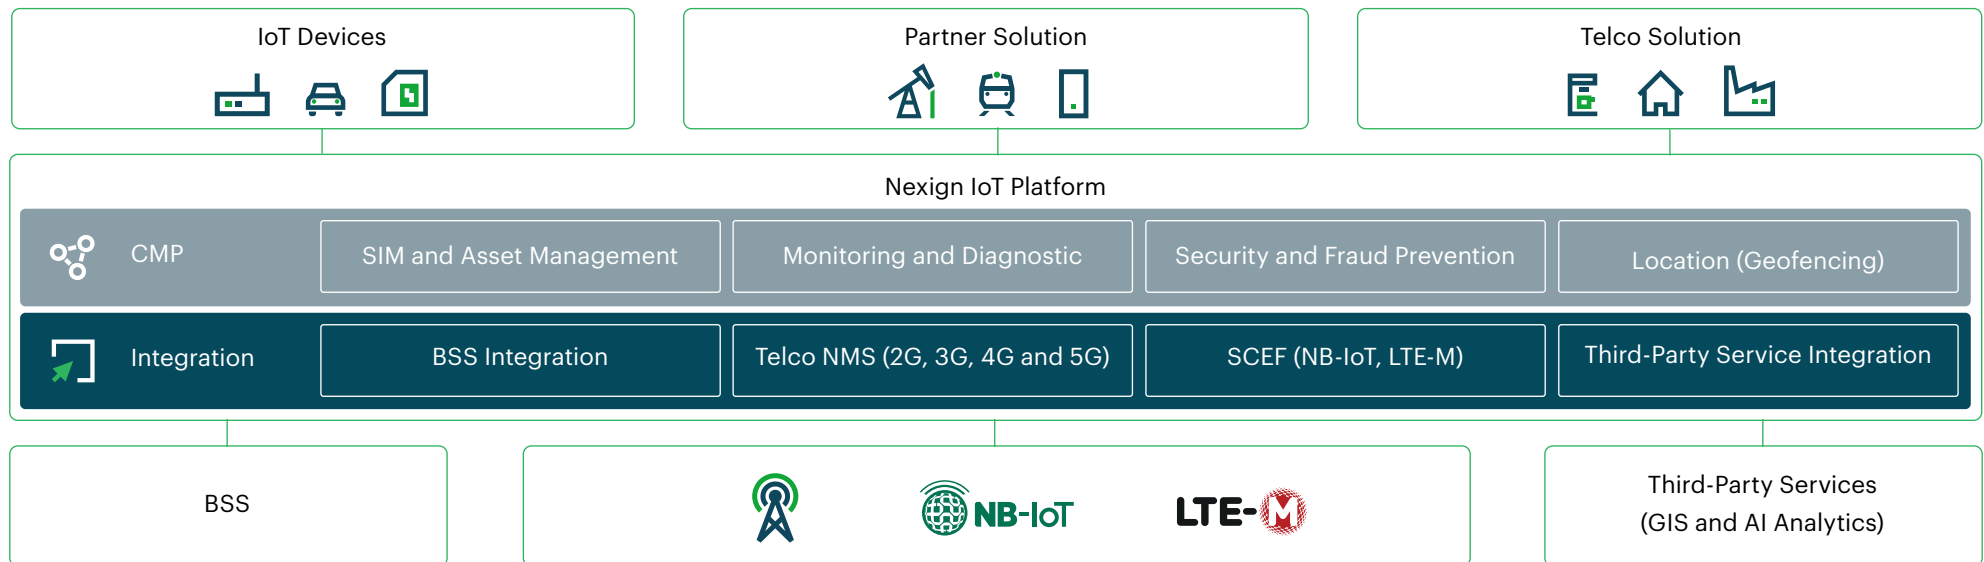 IoT Devices
Partner Solution
Telco Solution
Nexign IoT Platform
CMP
SIM and Asset Management
Monitoring and Diagnostic
Security and Fraud Prevention
Location (Geofencing)
Integration
BSS Integration
Telco NMS (2G, 3G, 4G and 5G)
SCEF (NB-IoT, LTE-M)
Third-Party Service Integration
BSS
NB-IoT
LTE-M
Third-Party Services
(GIS and AI Analytics)